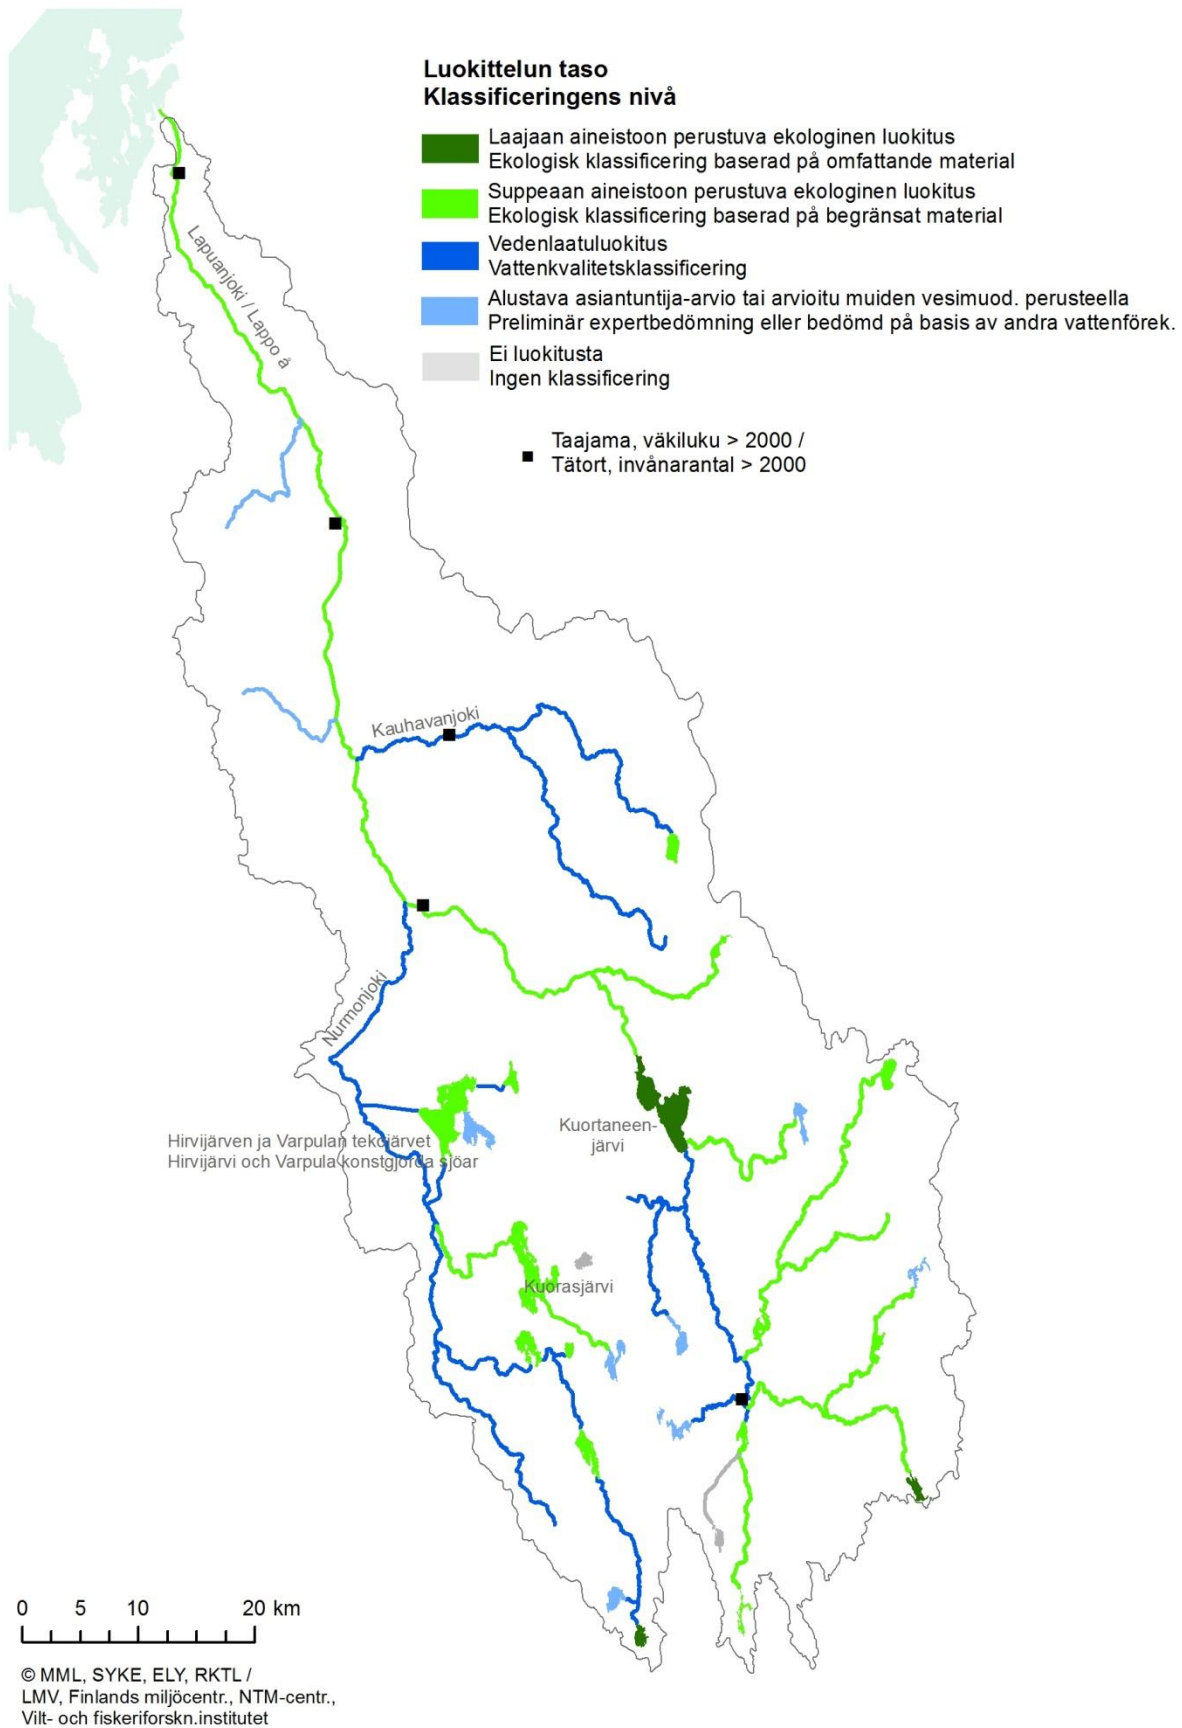 Luokittelun taso
Klassificeringens nivå
Laajaan aineistoon perustuva ekologinen luokitus
Ekologisk klassificering baserad på omfattande material
Suppeaan aineistoon perustuva ekologinen luokitus
Ekologisk klassificering baserad på begränsat material
Vedenlaatuluokitus
Vattenkvalitetsklassificering
Alustava asiantuntija-arvio tai arvioitu muiden vesimuod. perusteella
Preliminär expertbedömning eller bedömd på basis av andra vattenförek.
Ei luokitusta
Ingen klassificering
Taajama, väkiluku > 2000 /
Tätort, invånarantal > 2000
Lapuanjoki / Lappo å
Kauhavanjoki
Nurmonjoki
Hirvijärven ja Varpulan tekojärvet
Hirvijärvi och Varpula konstgjorda sjöar
Kuortaneen-
järvi
Kuorasjärvi
0 5 10 20 km
© MML, SYKE, ELY, RKTL /
LMV, Finlands miljöcentr., NTM-centr.,
Vilt- och fiskeriforskn.institutet